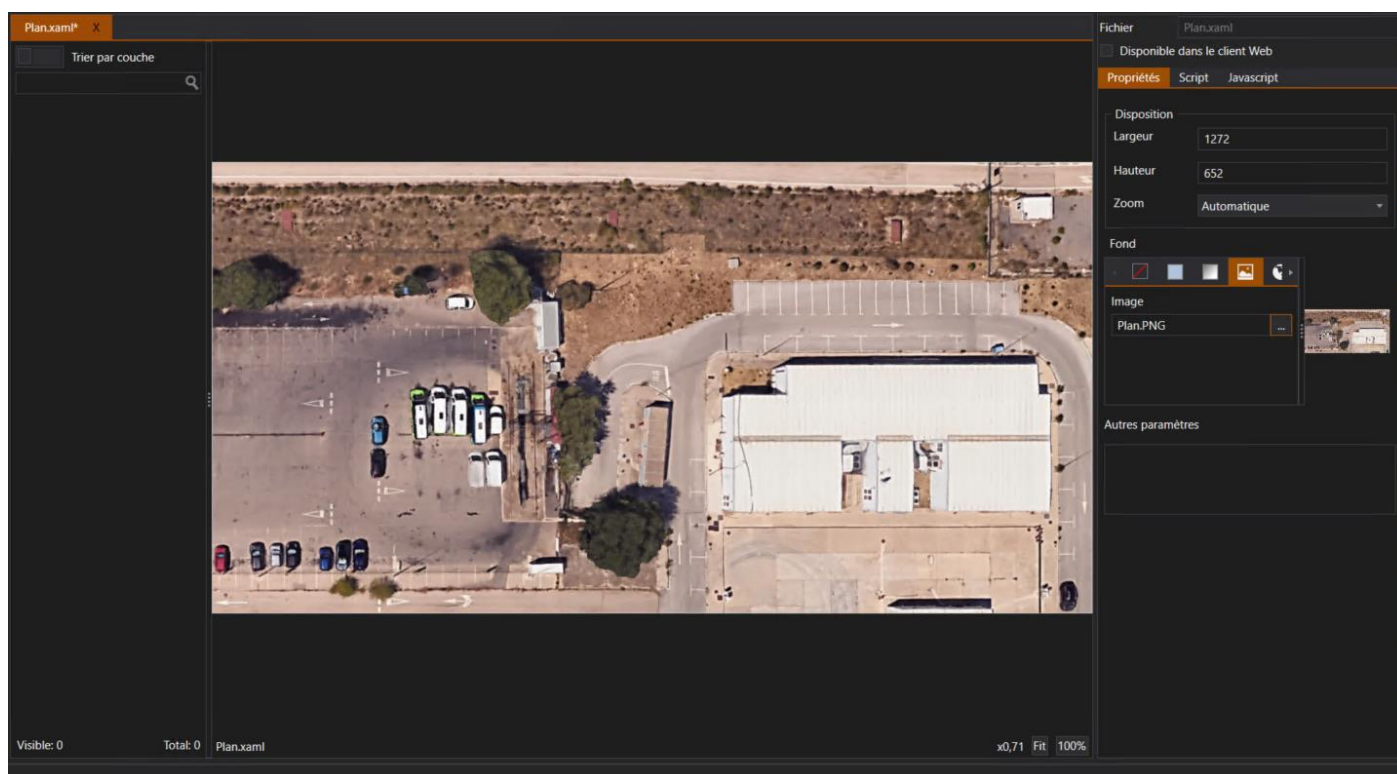 Plan.xaml* X
Trier par couche
Visible: 0 Total: 0
Plan.xaml x0,71 Fit 100%
Fichier Plan.xaml
Disponible dans le client Web
Propriétés Script Javascript
Disposition
Largeur 1272
Hauteur 652
Zoom Automatique
Fond
Image
Plan.PNG ...
Autres paramètres